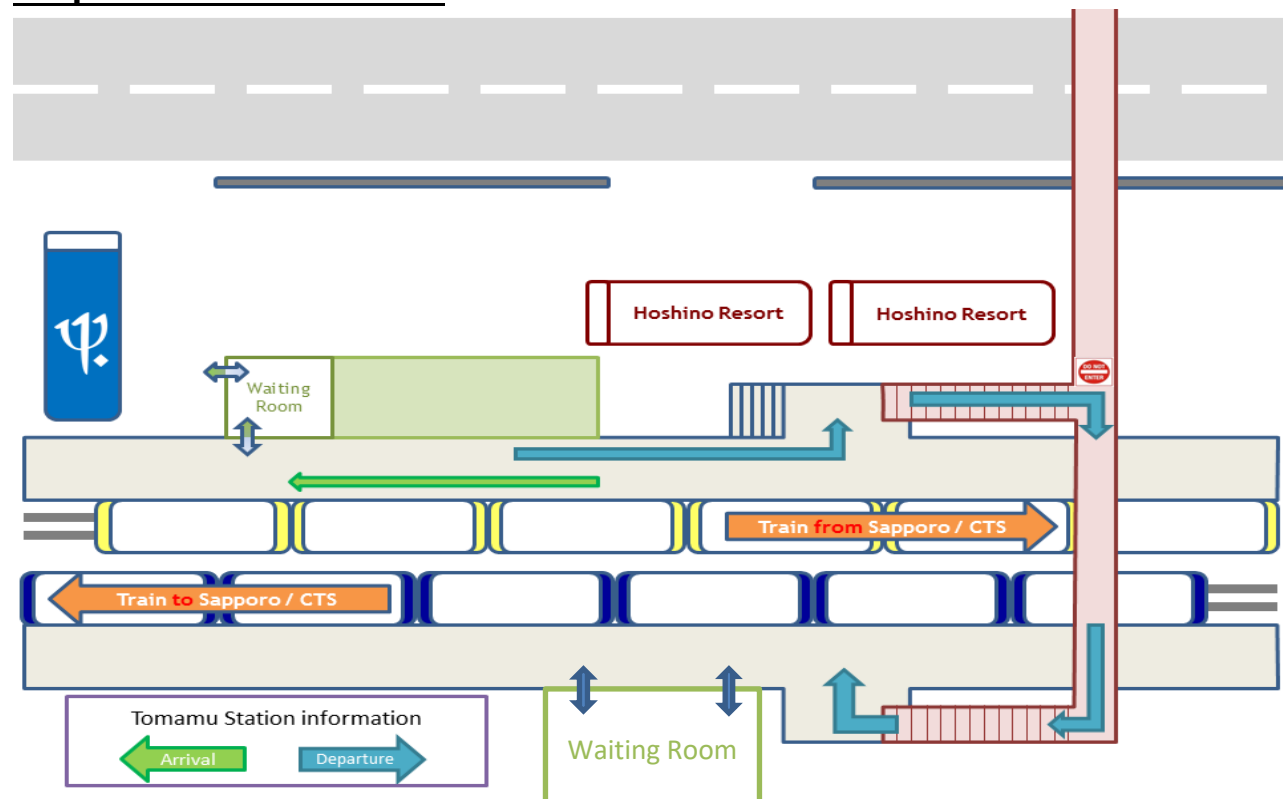 Hoshino Resort
Hoshino Resort
DO NOT
ENTER
Waiting
Room
Train from Sapporo / CTS
Train to Sapporo / CTS
Tomamu Station information
Arrival
Departure
Waiting Room